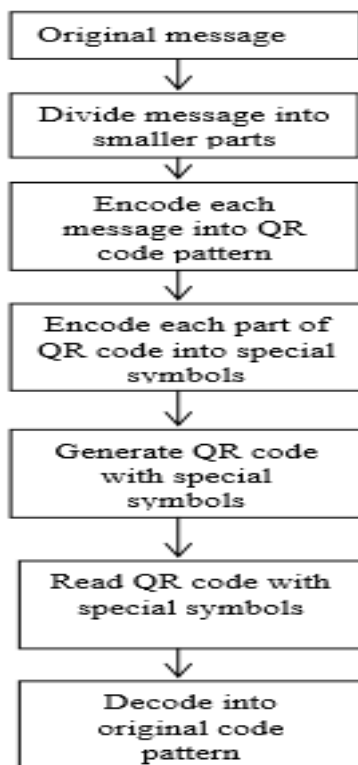 Original message
Divide message into
smaller parts
Encode each
message into QR
code pattern
Encode each part of
QR code into special
symbols
Generate QR code
with special
symbols
Read QR code with
special symbols
Decode into
original code
pattern